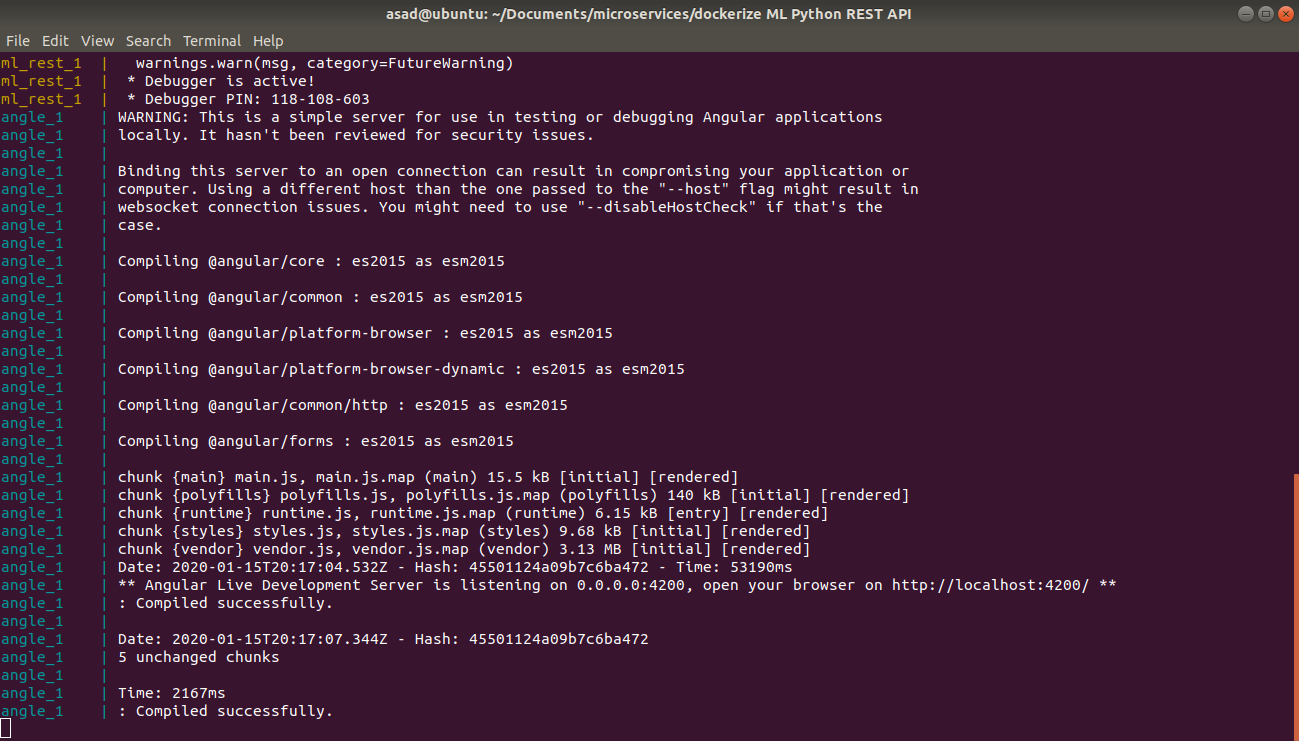 asad@ubuntu: ~/Documents/microservices/dockerize ML Python REST API
File Edit View Search Terminal Help
ml_rest_1  |   warnings.warn(msg, category=FutureWarning)
ml_rest_1  |  * Debugger is active!
ml_rest_1  |  * Debugger PIN: 118-108-603
angle_1    | WARNING: This is a simple server for use in testing or debugging Angular applications
angle_1    | locally. It hasn't been reviewed for security issues.
angle_1    |
angle_1    | Binding this server to an open connection can result in compromising your application or
angle_1    | computer. Using a different host than the one passed to the "--host" flag might result in
angle_1    | websocket connection issues. You might need to use "--disableHostCheck" if that's the
angle_1    | case.
angle_1    |
angle_1    | Compiling @angular/core : es2015 as esm2015
angle_1    |
angle_1    | Compiling @angular/common : es2015 as esm2015
angle_1    |
angle_1    | Compiling @angular/platform-browser : es2015 as esm2015
angle_1    |
angle_1    | Compiling @angular/platform-browser-dynamic : es2015 as esm2015
angle_1    |
angle_1    | Compiling @angular/common/http : es2015 as esm2015
angle_1    |
angle_1    | Compiling @angular/forms : es2015 as esm2015
angle_1    |
angle_1    | chunk {main} main.js, main.js.map (main) 15.5 kB [initial] [rendered]
angle_1    | chunk {polyfills} polyfills.js, polyfills.js.map (polyfills) 140 kB [initial] [rendered]
angle_1    | chunk {runtime} runtime.js, runtime.js.map (runtime) 6.15 kB [entry] [rendered]
angle_1    | chunk {styles} styles.js, styles.js.map (styles) 9.68 kB [initial] [rendered]
angle_1    | chunk {vendor} vendor.js, vendor.js.map (vendor) 3.13 MB [initial] [rendered]
angle_1    | Date: 2020-01-15T20:17:04.532Z - Hash: 45501124a09b7c6ba472 - Time: 53190ms
angle_1    | ** Angular Live Development Server is listening on 0.0.0.0:4200, open your browser on http://localhost:4200/ **
angle_1    | : Compiled successfully.
angle_1    |
angle_1    | Date: 2020-01-15T20:17:07.344Z - Hash: 45501124a09b7c6ba472
angle_1    | 5 unchanged chunks
angle_1    |
angle_1    | Time: 2167ms
angle_1    | : Compiled successfully.